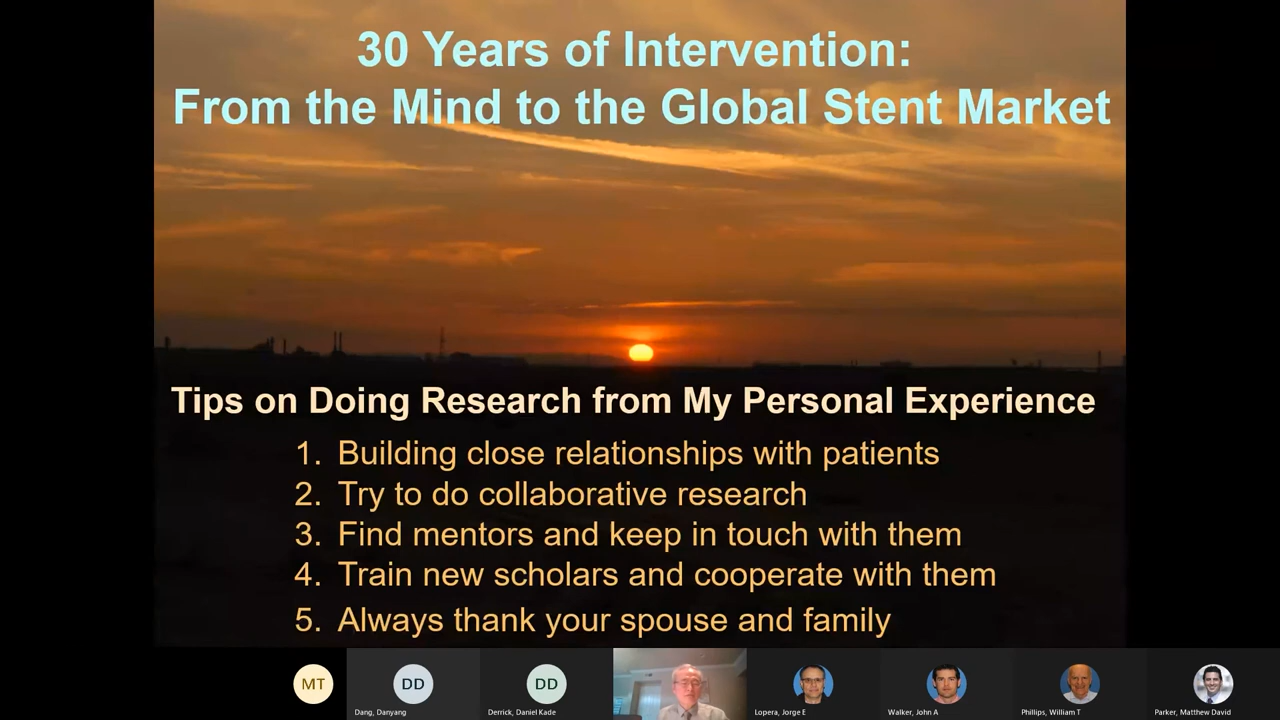 30 Years of Intervention:
From the Mind to the Global Stent Market
Tips on Doing Research from My Personal Experience
1. Building close relationships with patients
2. Try to do collaborative research
3. Find mentors and keep in touch with them
4. Train new scholars and cooperate with them
5. Always thank your spouse and family
MT
DD
DD
Dang, Danyang
Derrick, Daniel Kade
Lopera, Jorge E
Walker, John A
Phillips, William T
Parker, Matthew David